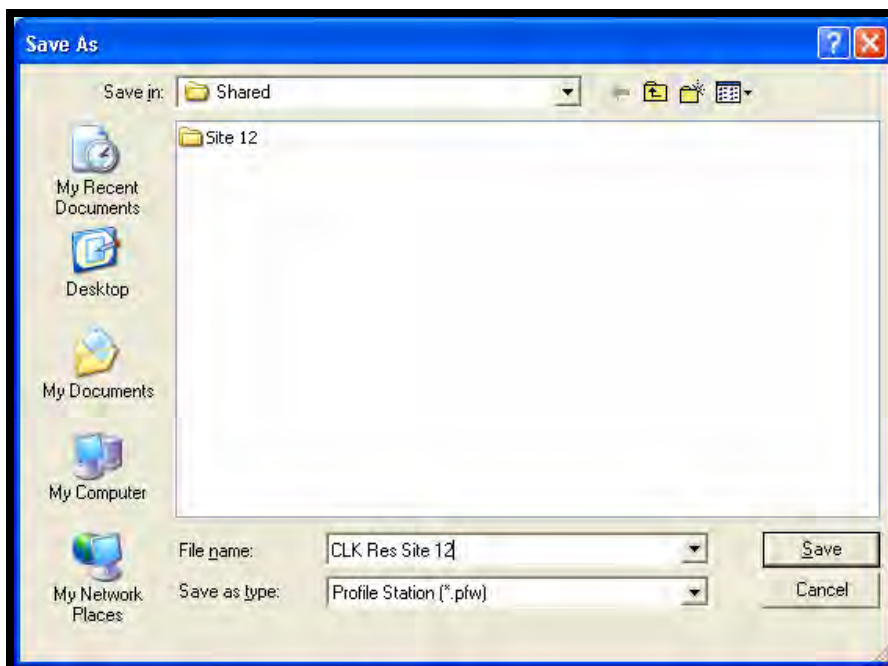 Save As
Save in: Shared
Site 12
My Recent
Documents
Desktop
My Documents
My Computer
My Network
Places
File name: CLK Res Site 12
Save
Save as type: Profile Station (*.pfw)
Cancel